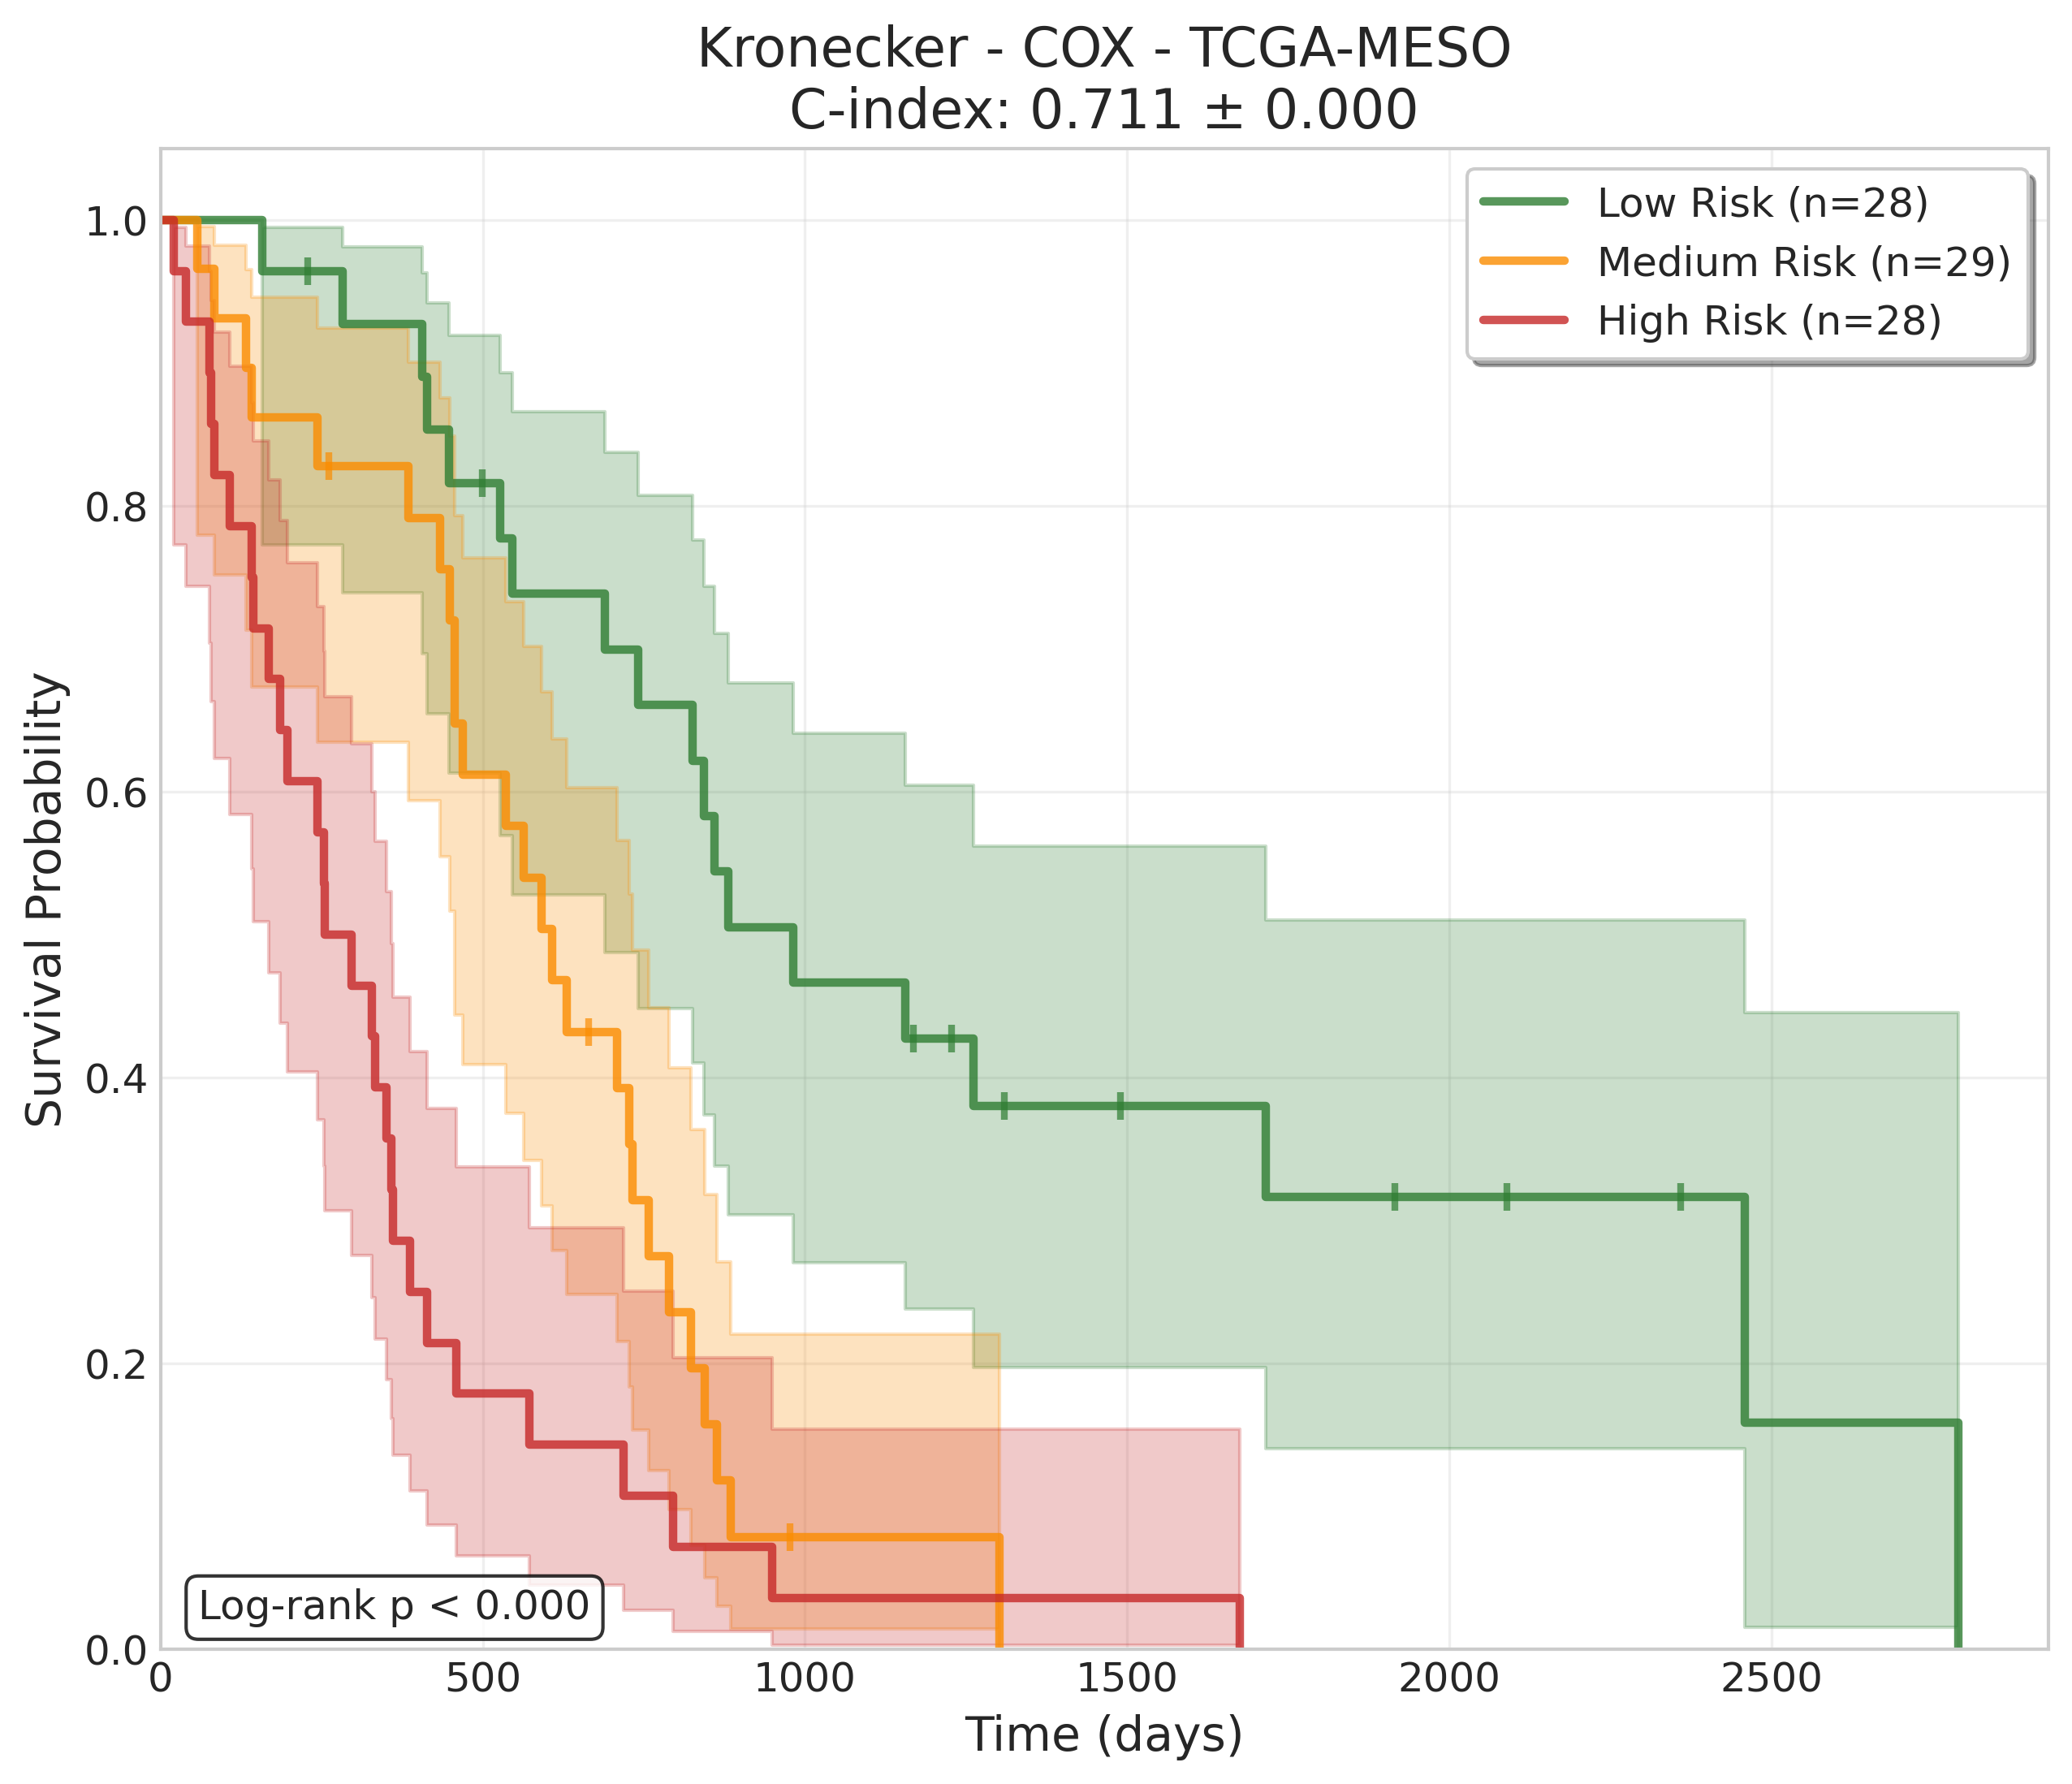 Kronecker - COX - TCGA-MESO
C-index: 0.711 ± 0.000
Low Risk (n=28)
Medium Risk (n=29)
High Risk (n=28)
Survival Probability
1.0
0.8
0.6
0.4
0.2
0.0
Log-rank p < 0.000
0 500 1000 1500 2000 2500
Time (days)